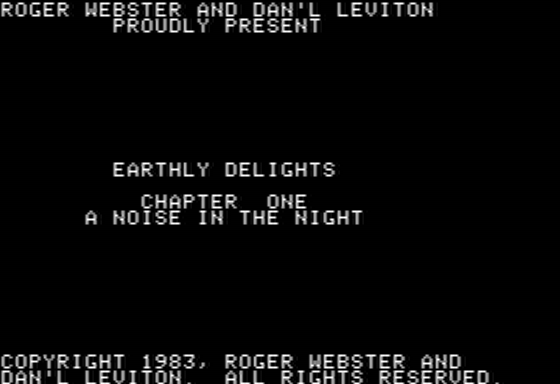 ROGER WEBSTER AND DAN'L LEVITON
PROUDLY PRESENT
EARTHLY DELIGHTS
CHAPTER ONE
A NOISE IN THE NIGHT
COPYRIGHT 1983, ROGER WEBSTER AND
DAN'L LEVITON. ALL RIGHTS RESERVED.